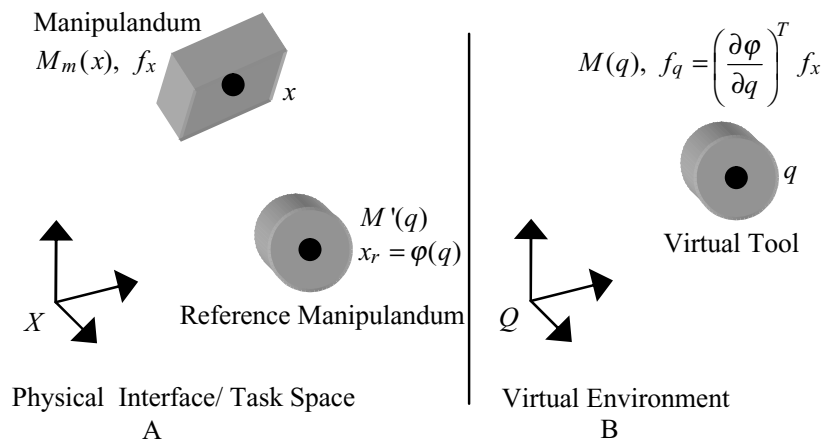 Manipulandum
M_m(x), f_x
x
M'(q)
x_r = φ(q)
X
Reference Manipulandum
Physical Interface/ Task Space
A
M(q), f_q = (∂φ/∂q)^T f_x
q
Virtual Tool
Q
Virtual Environment
B